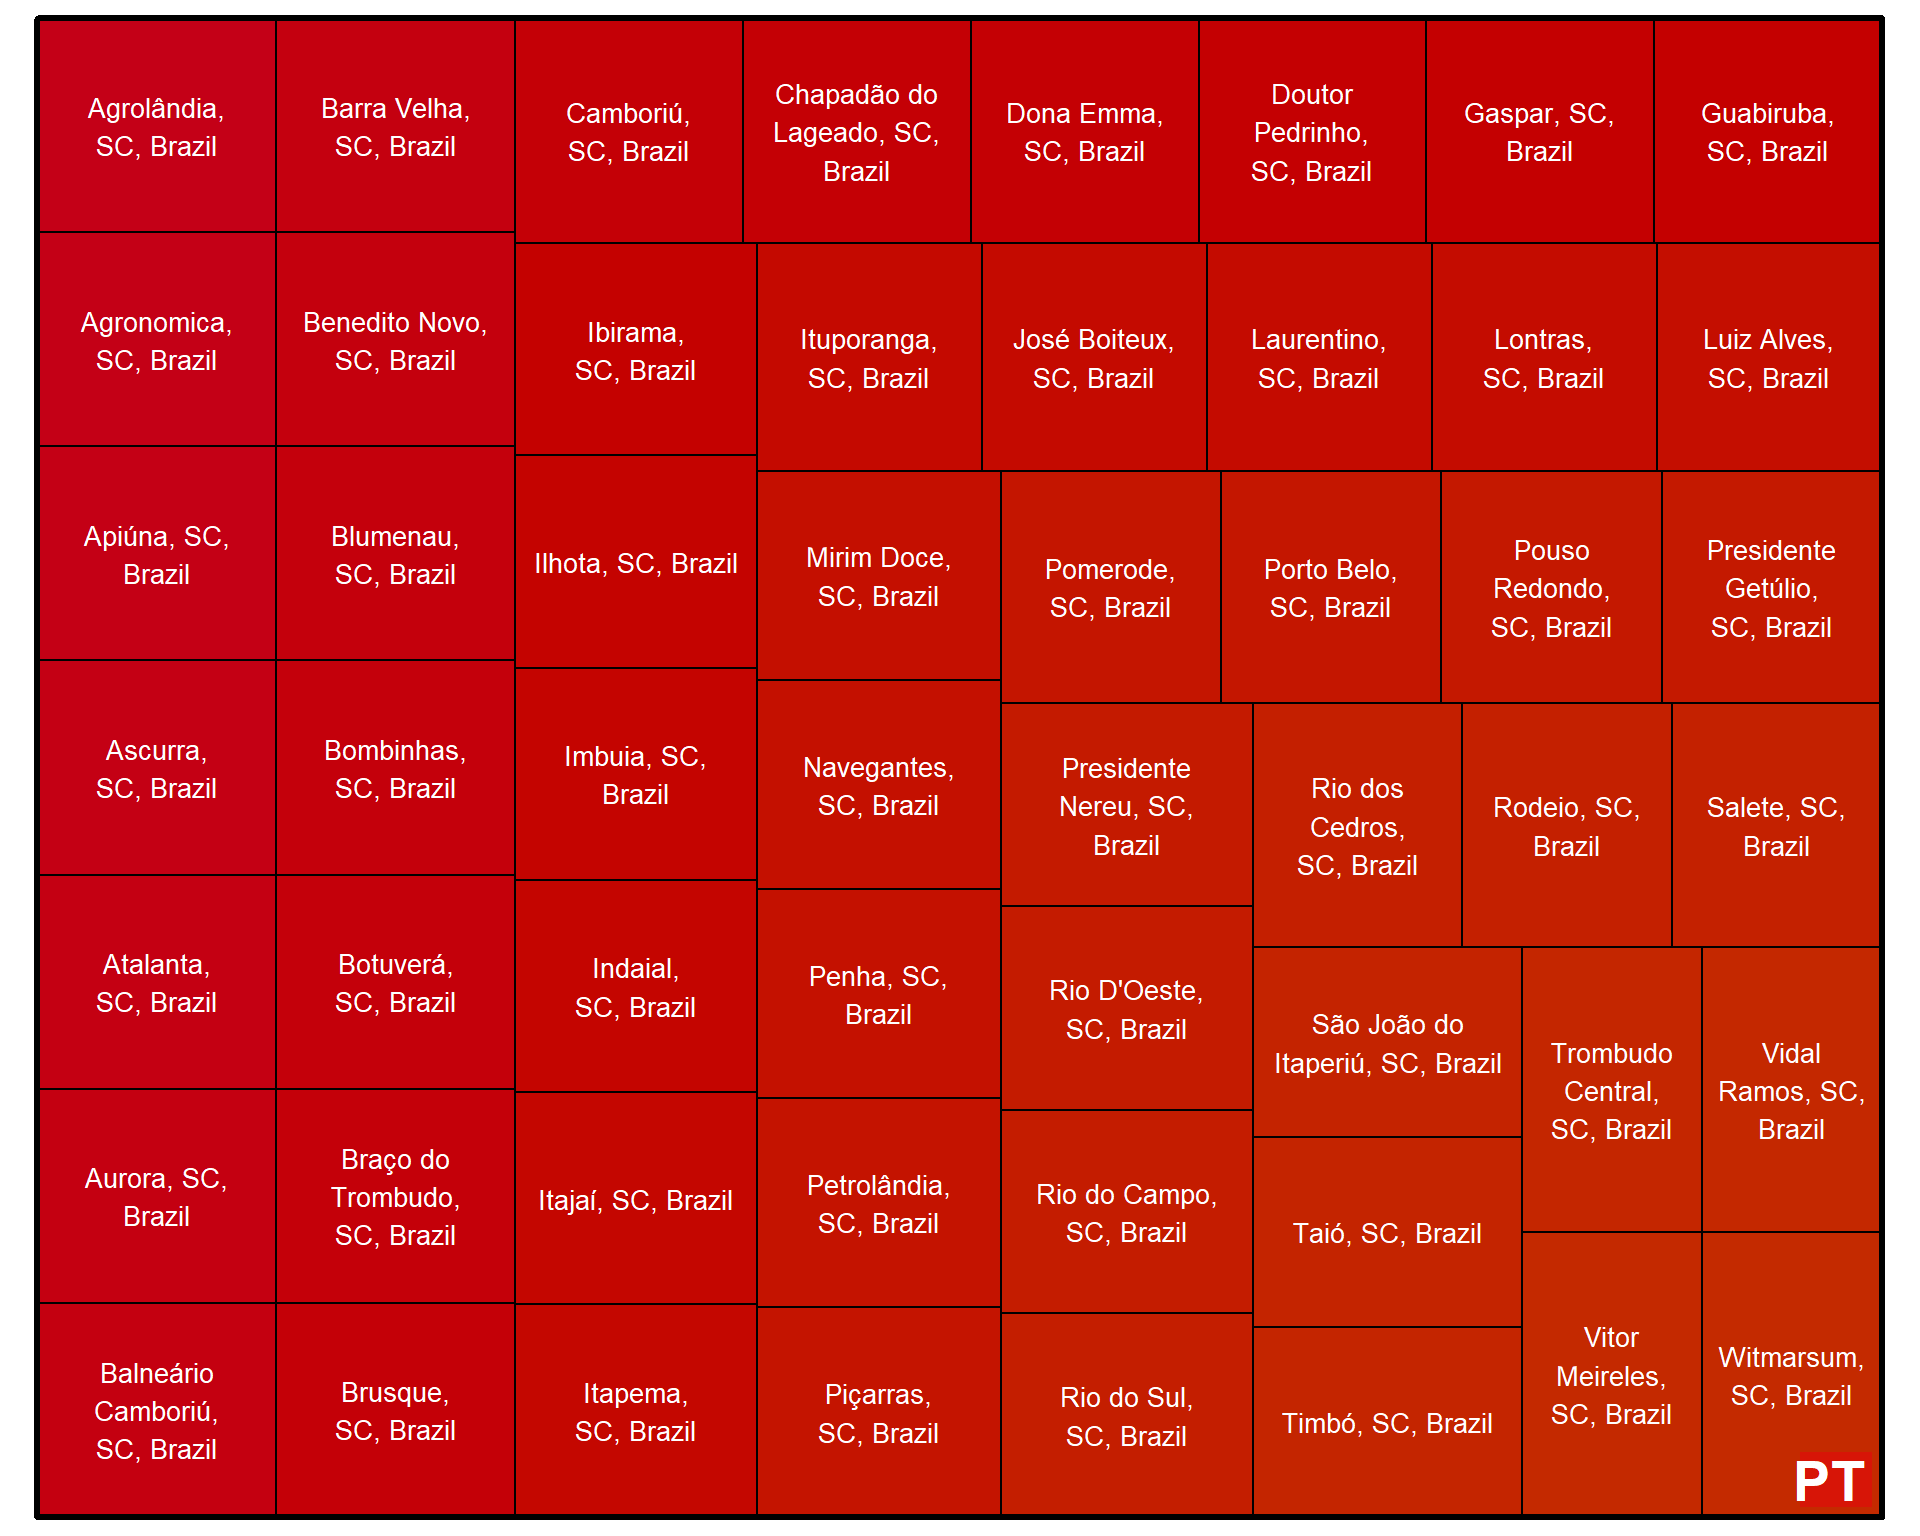 Agrolândia,
SC, Brazil
Agronomica,
SC, Brazil
Apiúna, SC,
Brazil
Ascurra,
SC, Brazil
Atalanta,
SC, Brazil
Aurora, SC,
Brazil
Balneário
Camboriú,
SC, Brazil
Barra Velha,
SC, Brazil
Benedito Novo,
SC, Brazil
Blumenau,
SC, Brazil
Bombinhas,
SC, Brazil
Botuverá,
SC, Brazil
Braço do
Trombudo,
SC, Brazil
Brusque,
SC, Brazil
Camboriú,
SC, Brazil
Chapadão do
Lageado, SC,
Brazil
Dona Emma,
SC, Brazil
Doutor
Pedrinho,
SC, Brazil
Gaspar, SC,
Brazil
Guabiruba,
SC, Brazil
Ibirama,
SC, Brazil
Ilhota, SC, Brazil
Imbuia, SC,
Brazil
Indaial,
SC, Brazil
Itajaí, SC, Brazil
Itapema,
SC, Brazil
Ituporanga,
SC, Brazil
José Boiteux,
SC, Brazil
Laurentino,
SC, Brazil
Lontras,
SC, Brazil
Luiz Alves,
SC, Brazil
Mirim Doce,
SC, Brazil
Navegantes,
SC, Brazil
Penha, SC,
Brazil
Petrolândia,
SC, Brazil
Piçarras,
SC, Brazil
Pomerode,
SC, Brazil
Porto Belo,
SC, Brazil
Pouso
Redondo,
SC, Brazil
Presidente
Getúlio,
SC, Brazil
Presidente
Nereu, SC,
Brazil
Rio D'Oeste,
SC, Brazil
Rio do Campo,
SC, Brazil
Rio do Sul,
SC, Brazil
Rio dos
Cedros,
SC, Brazil
Rodeio, SC,
Brazil
Salete, SC,
Brazil
São João do
Itaperiú, SC, Brazil
Taió, SC, Brazil
Timbó, SC, Brazil
Trombudo
Central,
SC, Brazil
Vidal
Ramos, SC,
Brazil
Vitor
Meireles,
SC, Brazil
Witmarsum,
SC, Brazil
PT